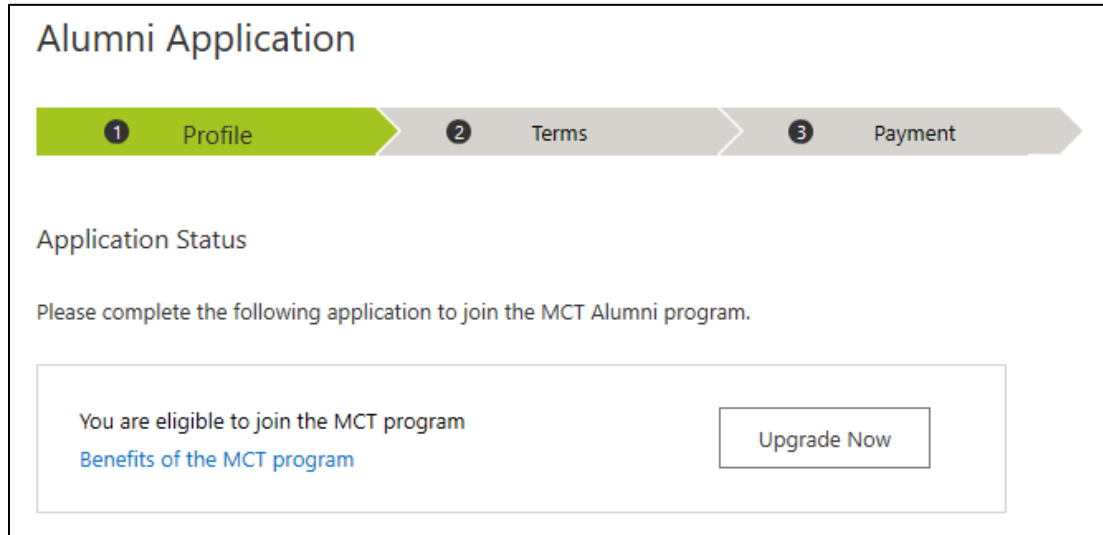 Alumni Application
1 Profile
2 Terms
3 Payment
Application Status
Please complete the following application to join the MCT Alumni program.
You are eligible to join the MCT program
Benefits of the MCT program
Upgrade Now